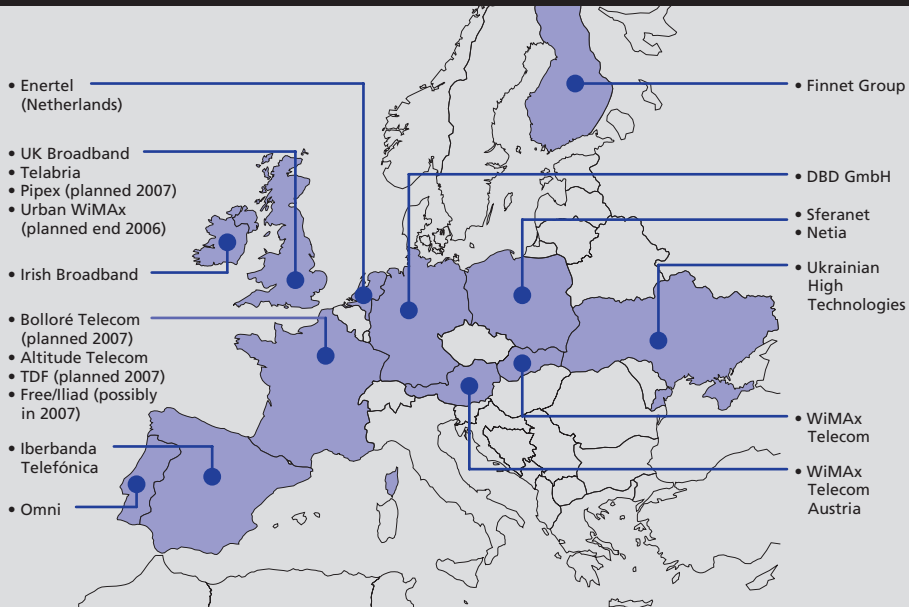 • Enertel
(Netherlands)
• UK Broadband
• Telabria
• Pipex (planned 2007)
• Urban WiMAx
(planned end 2006)
• Irish Broadband
• Bolloré Telecom
(planned 2007)
• Altitude Telecom
• TDF (planned 2007)
• Free/Iliad (possibly
in 2007)
• Iberbanda
Telefónica
• Omni
• Finnet Group
• DBD GmbH
• Sferanet
• Netia
• Ukrainian
High
Technologies
• WiMAx
Telecom
• WiMAx
Telecom
Austria